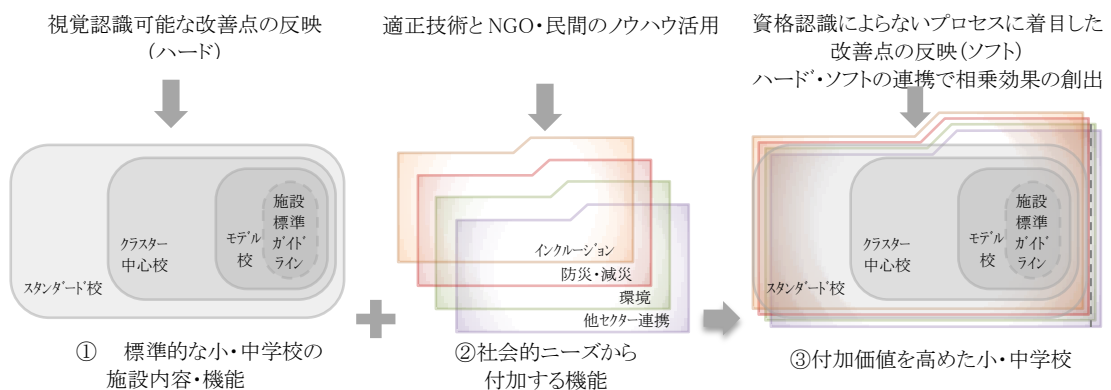 視覚認識可能な改善点の反映
(ハード)
適正技術とNGO・民間のノウハウ活用
資格認識によらないプロセスに着目した
改善点の反映(ソフト)
ハード・ソフトの連携で相乗効果の創出
施設
標準
ガイド
ライン
モデル
校
クラスター
中心校
スタンダード校
インクルージョン
防災・減災
環境
他セクター連携
施設
標準
ガイド
ライン
モデル
校
クラスター
中心校
スタンダード校
① 標準的な小・中学校の
施設内容・機能
②社会的ニーズから
付加する機能
③付加価値を高めた小・中学校